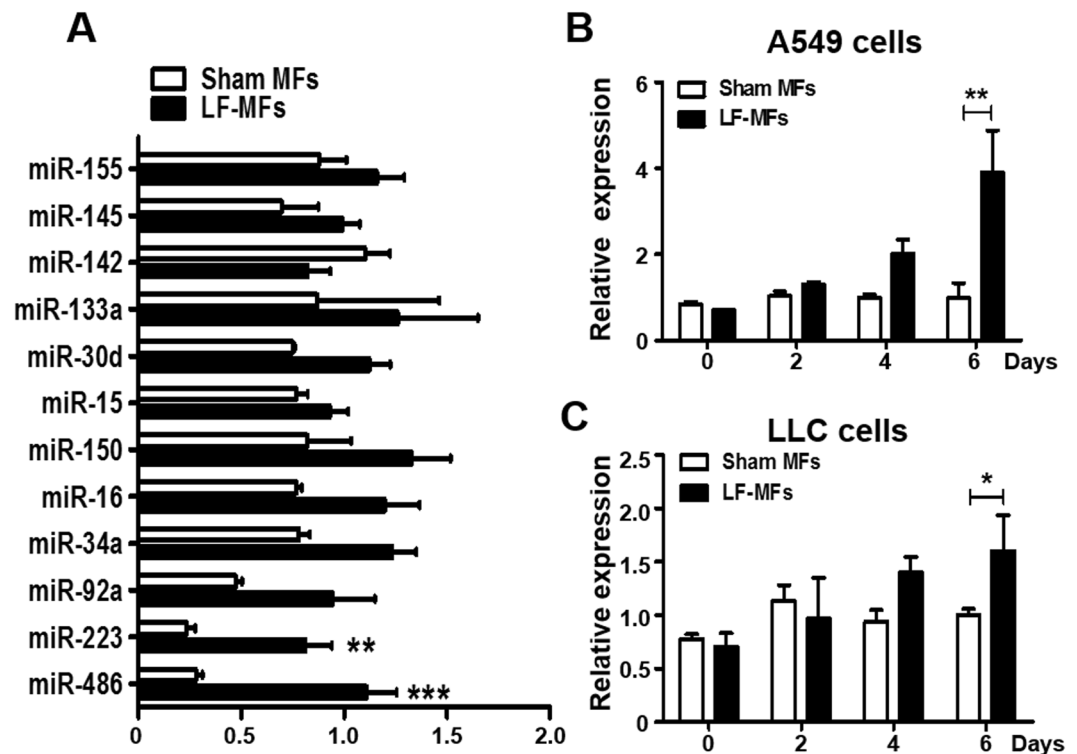 A
Sham MFs
LF-MFs
miR-155
miR-145
miR-142
miR-133a
miR-30d
miR-15
miR-150
miR-16
miR-34a
miR-92a
miR-223
**
miR-486
***
0 0.5 1.0 1.5 2.0
B
A549 cells
Relative expression
6
4
2
0
Sham MFs
LF-MFs
**
0 2 4 6 Days
C
LLC cells
Relative expression
2.5
2.0
1.5
1.0
0.5
0
Sham MFs
LF-MFs
*
0 2 4 6 Days